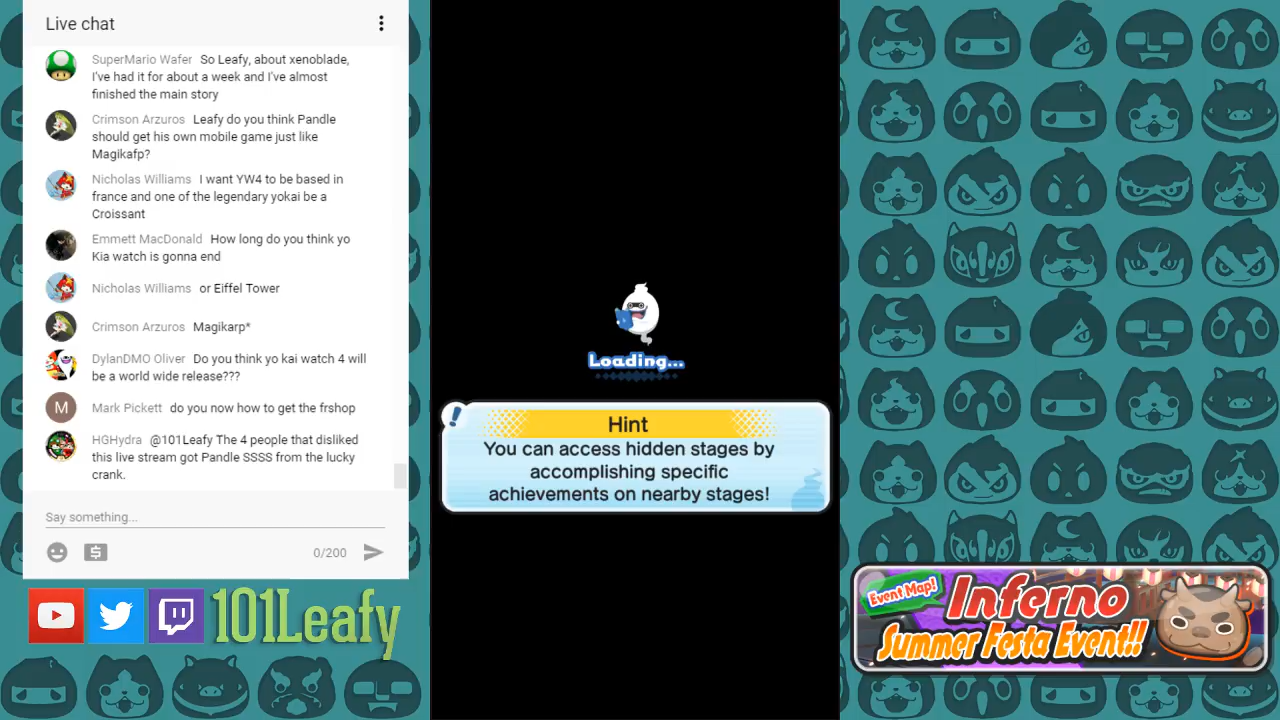 Live chat
SuperMario Wafer So Leafy, about xenoblade,
I've had it for about a week and I've almost
finished the main story
Crimson Arzuros Leafy do you think Pandle
should get his own mobile game just like
Magikafp?
Nicholas Williams I want YW4 to be based in
france and one of the legendary yokai be a
Croissant
Emmett MacDonald How long do you think yo
Kia watch is gonna end
Nicholas Williams or Eiffel Tower
Crimson Arzuros Magikarp*
DylanDMO Oliver Do you think yo kai watch 4 will
be a world wide release???
M Mark Pickett do you now how to get the frshop
HGHydra @101Leafy The 4 people that disliked
this live stream got Pandle SSSS from the lucky
crank.
Say something...
0/200
101Leafy
Loading...
Hint
You can access hidden stages by
accomplishing specific
achievements on nearby stages!
Event Map!
Inferno
Summer Festa Event!!